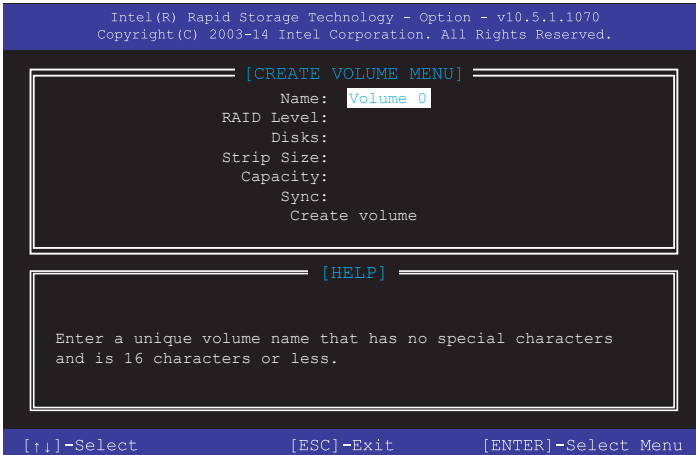 Intel(R) Rapid Storage Technology - Option - v10.5.1.1070
Copyright(C) 2003-14 Intel Corporation. All Rights Reserved.
[CREATE VOLUME MENU]
Name: Volume 0
RAID Level:
Disks:
Strip Size:
Capacity:
Sync:
Create volume
[HELP]
Enter a unique volume name that has no special characters
and is 16 characters or less.
[↑↓]-Select [ESC]-Exit [ENTER]-Select Menu